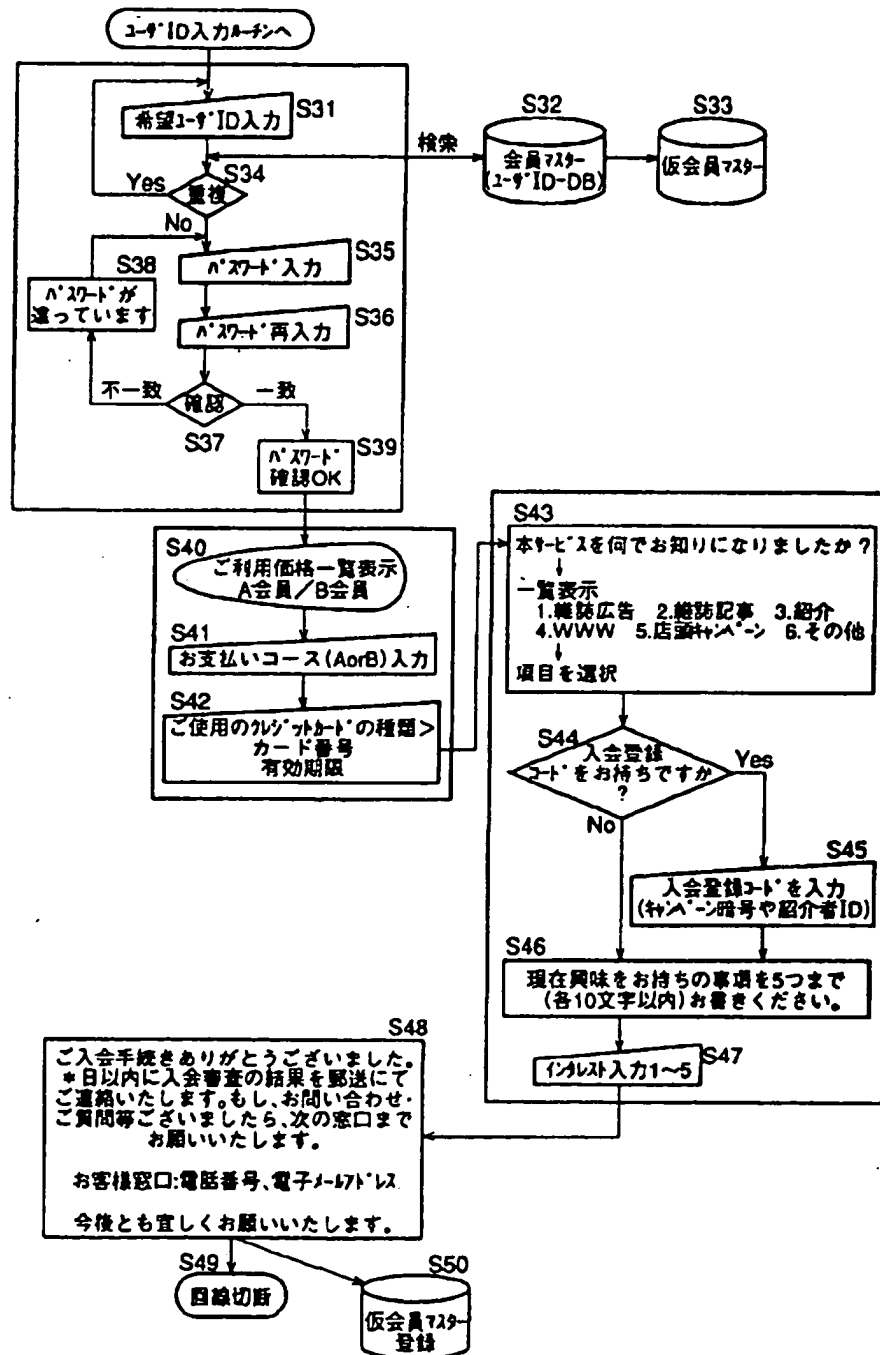 ユーザID入力ルーチンへ
S31
希望ユーザID入力
検索
S32
会員マスター
(ユーザID-DB)
S33
仮会員マスター
S34
Yes
重複
No
S35
パスワード入力
S38
パスワードが
違っています
S36
パスワード再入力
不一致
確認
一致
S37
S39
パスワード
確認OK
S40
ご利用価格一覧表示
A会員/B会員
S41
お支払いコース(AorB)入力
S42
ご使用のクレジットカードの種類>
カード番号
有効期限
S43
本サービスを何でお知りになりましたか?
↓
一覧表示
1.雑誌広告 2.雑誌記事 3.紹介
4.WWW 5.店頭キャンペーン 6.その他
↓
項目を選択
S44
入会登録
コードをお持ちですか
?
Yes
No
S45
入会登録コードを入力
(キャンペーン暗号や紹介者ID)
S46
現在興味をお持ちの事項を5つまで
(各10文字以内)お書きください。
S47
インタレスト入力1~5
S48
ご入会手続きありがとうございました。
*日以内に入会審査の結果を郵送にて
ご連絡いたします。もし、お問い合わせ・
ご質問等ございましたら、次の窓口まで
お願いいたします。
お客様窓口:電話番号、電子メールアドレス
今後とも宜しくお願いいたします。
S49
回線切断
S50
仮会員マスター
登録